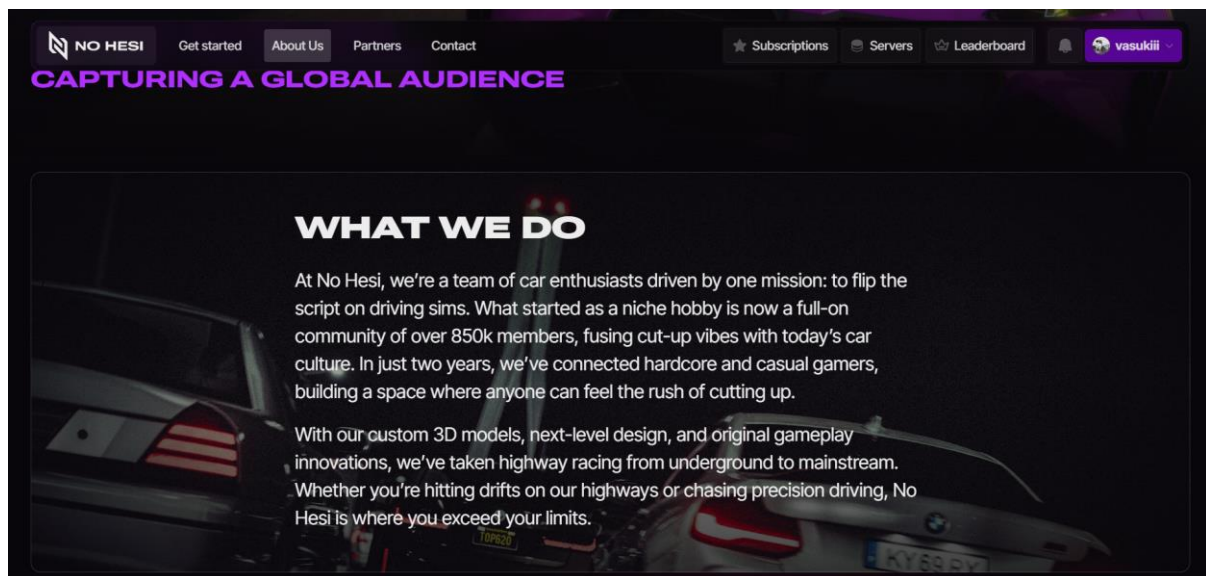 NO HESI
Get started
About Us
Partners
Contact
Subscriptions
Servers
Leaderboard
vasukiii
CAPTURING A GLOBAL AUDIENCE
WHAT WE DO
At No Hesi, we're a team of car enthusiasts driven by one mission: to flip the
script on driving sims. What started as a niche hobby is now a full-on
community of over 850k members, fusing cut-up vibes with today's car
culture. In just two years, we've connected hardcore and casual gamers,
building a space where anyone can feel the rush of cutting up.
With our custom 3D models, next-level design, and original gameplay
innovations, we've taken highway racing from underground to mainstream.
Whether you're hitting drifts on our highways or chasing precision driving, No
Hesi is where you exceed your limits.
TOP620